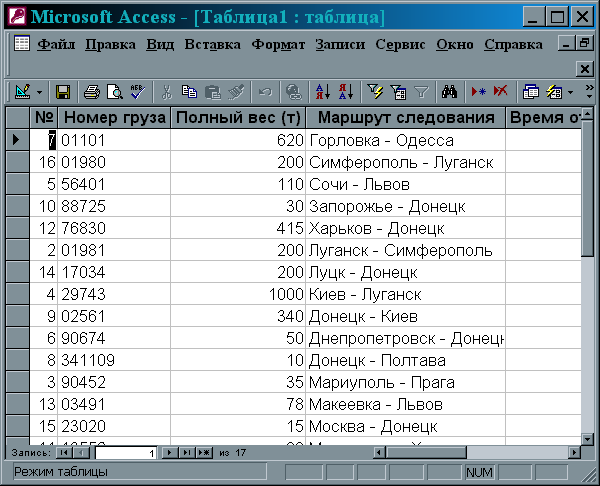 Microsoft Access - [Таблица1 : таблица]
Файл Правка Вид Вставка Формат Записи Сервис Окно Справка
№ Номер груза Полный вес (т) Маршрут следования Время от
7 01101 620 Горловка - Одесса
16 01980 200 Симферополь - Луганск
5 56401 110 Сочи - Львов
10 88725 30 Запорожье - Донецк
12 76830 415 Харьков - Донецк
2 01981 200 Луганск - Симферополь
14 17034 200 Луцк - Донецк
4 29743 1000 Киев - Луганск
9 02561 340 Донецк - Киев
6 90674 50 Днепропетровск - Донецк
8 341109 10 Донецк - Полтава
3 90452 35 Мариуполь - Прага
13 03491 78 Макеевка - Львов
15 23020 15 Москва - Донецк
Запись: 1 из 17
Режим таблицы NUM